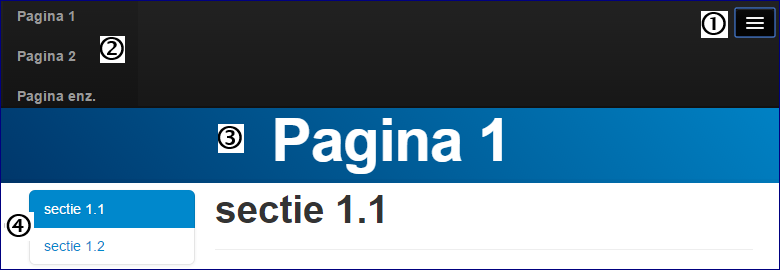 Pagina 1
①
Pagina 2
②
Pagina enz.
③
Pagina 1
④
sectie 1.1
sectie 1.2
sectie 1.1